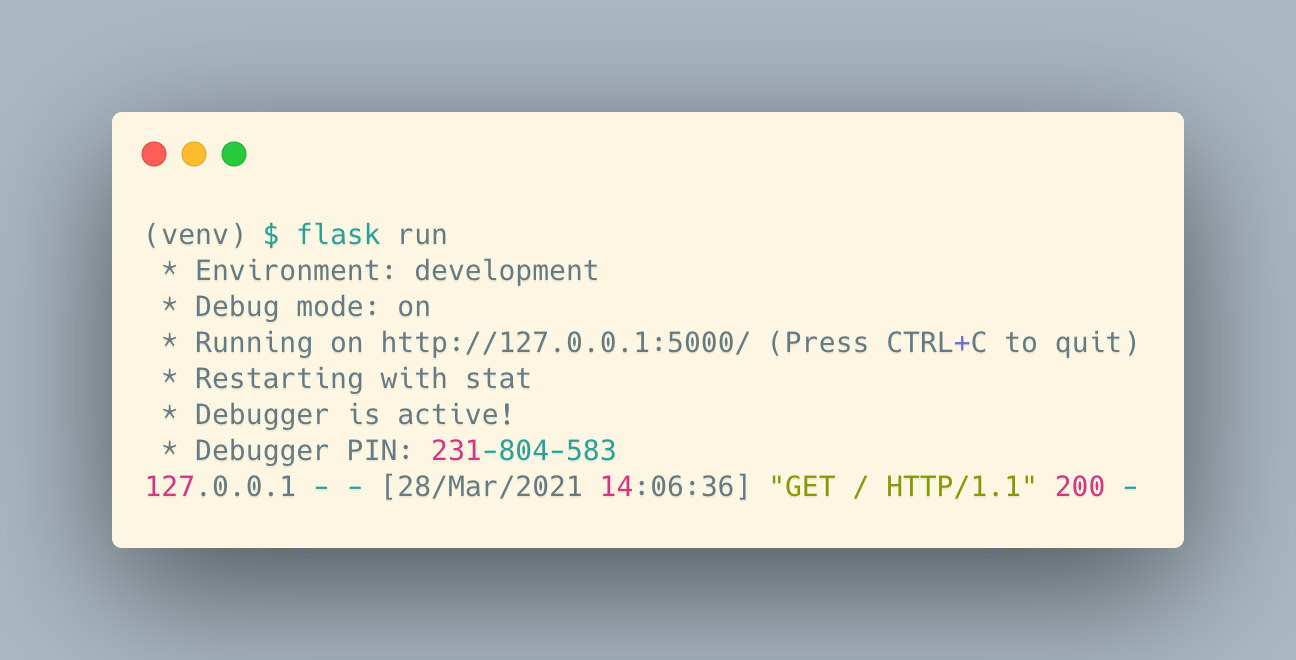 (venv) $ flask run
 * Environment: development
 * Debug mode: on
 * Running on http://127.0.0.1:5000/ (Press CTRL+C to quit)
 * Restarting with stat
 * Debugger is active!
 * Debugger PIN: 231-804-583
127.0.0.1 - - [28/Mar/2021 14:06:36] "GET / HTTP/1.1" 200 -